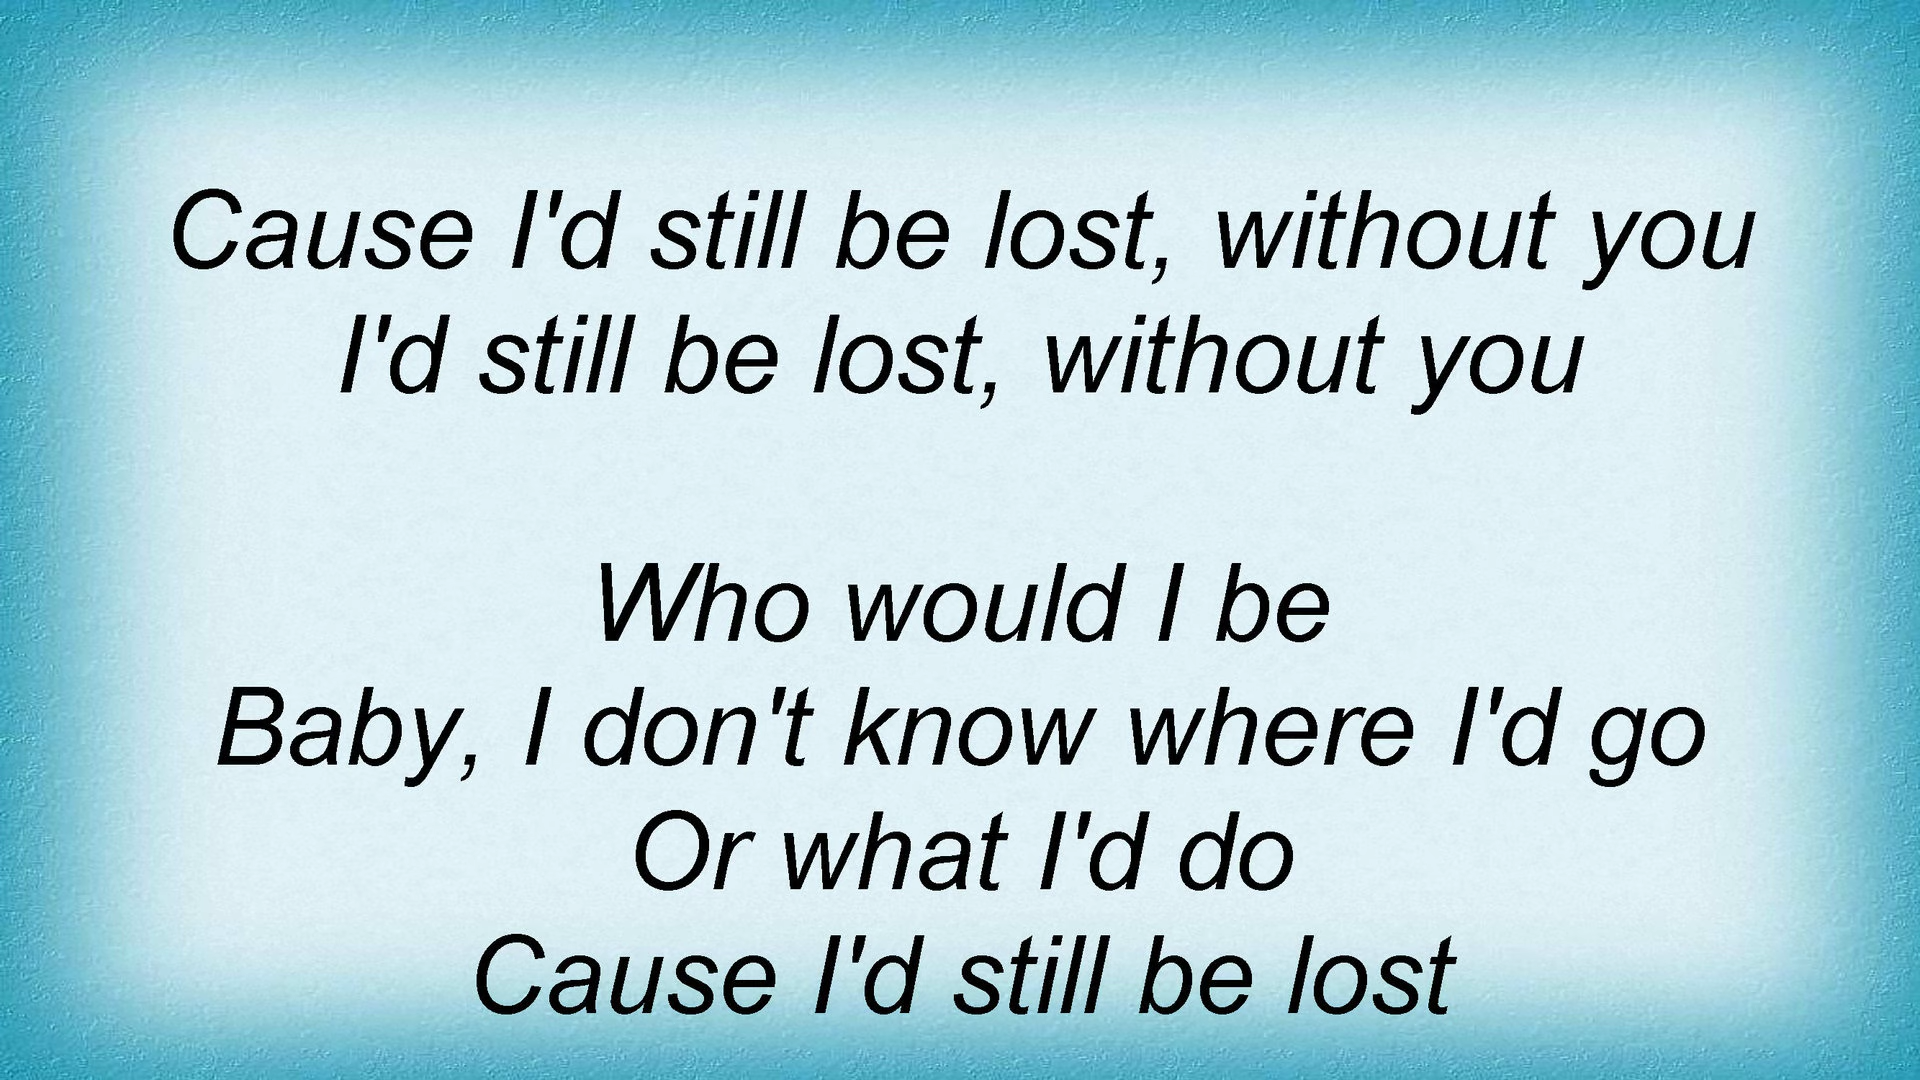 Cause I'd still be lost, without you
I'd still be lost, without you
Who would I be
Baby, I don't know where I'd go
Or what I'd do
Cause I'd still be lost